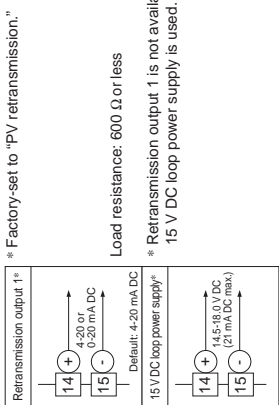 Retransmission output 1*
14
+
15
-
4-20 or
0-20 mA DC
Default: 4-20 mA DC
15 V DC loop power supply*
14
+
15
-
14.5-18.0 V DC
(21 mA DC max.)
* Factory-set to “PV retransmission.”
Load resistance: 600 Ω or less
* Retransmission output 1 is not availa
15 V DC loop power supply is used.